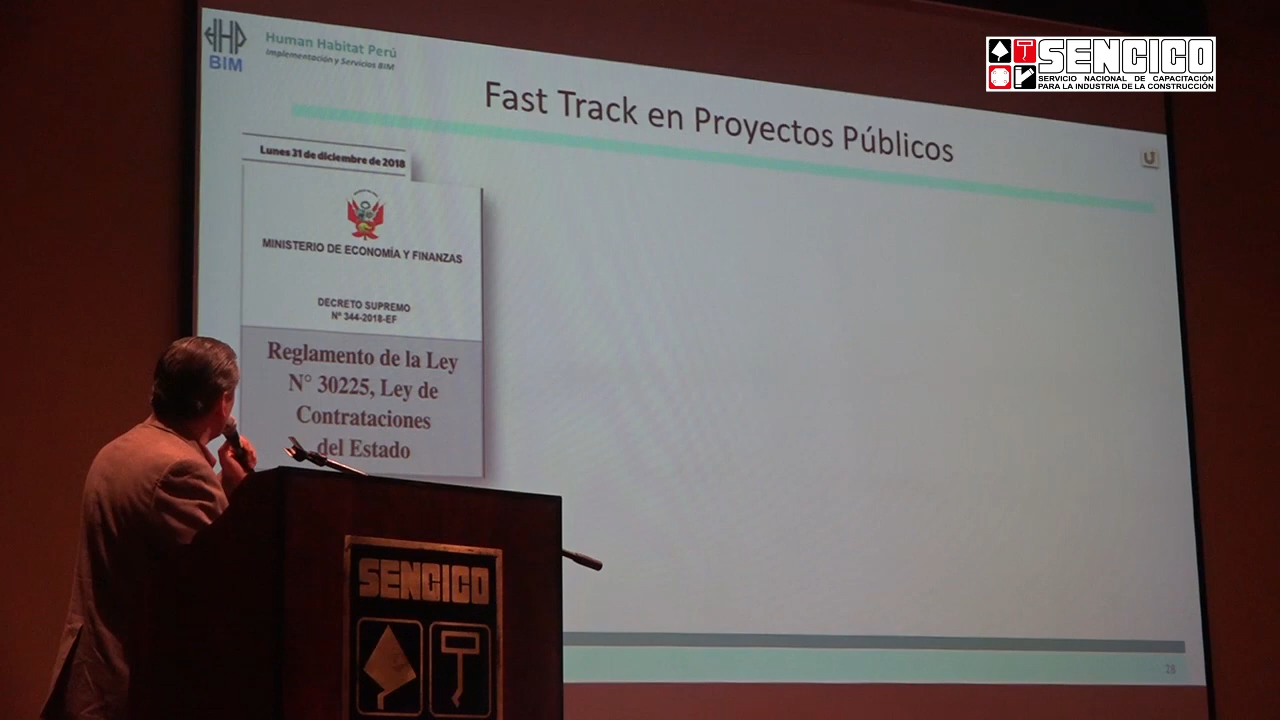 HHP
BIM
Human Habitat Perú
Implementación y Servicios BIM
SENCICO
SERVICIO NACIONAL DE CAPACITACIÓN
PARA LA INDUSTRIA DE LA CONSTRUCCIÓN
Fast Track en Proyectos Públicos
Lunes 31 de diciembre de 2018
MINISTERIO DE ECONOMÍA Y FINANZAS
DECRETO SUPREMO
Nº 344-2018-EF
Reglamento de la Ley
N° 30225, Ley de
Contrataciones
del Estado
SENCICO
28